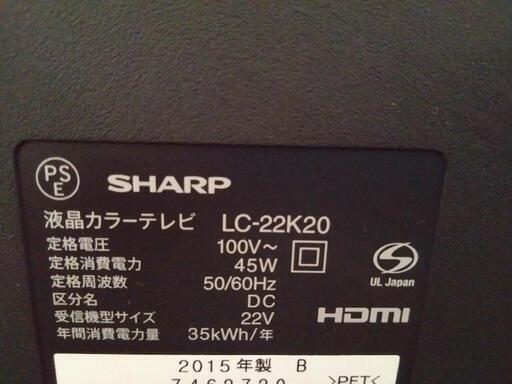 PS
E
SHARP
液晶カラーテレビ LC-22K20
定格電圧 100V～
定格消費電力 45W
定格周波数 50/60Hz
区分名 DC
受信機型サイズ 22V
年間消費電力量 35kWh/年
UL Japan
HDMI
2015年製 B
>PET<